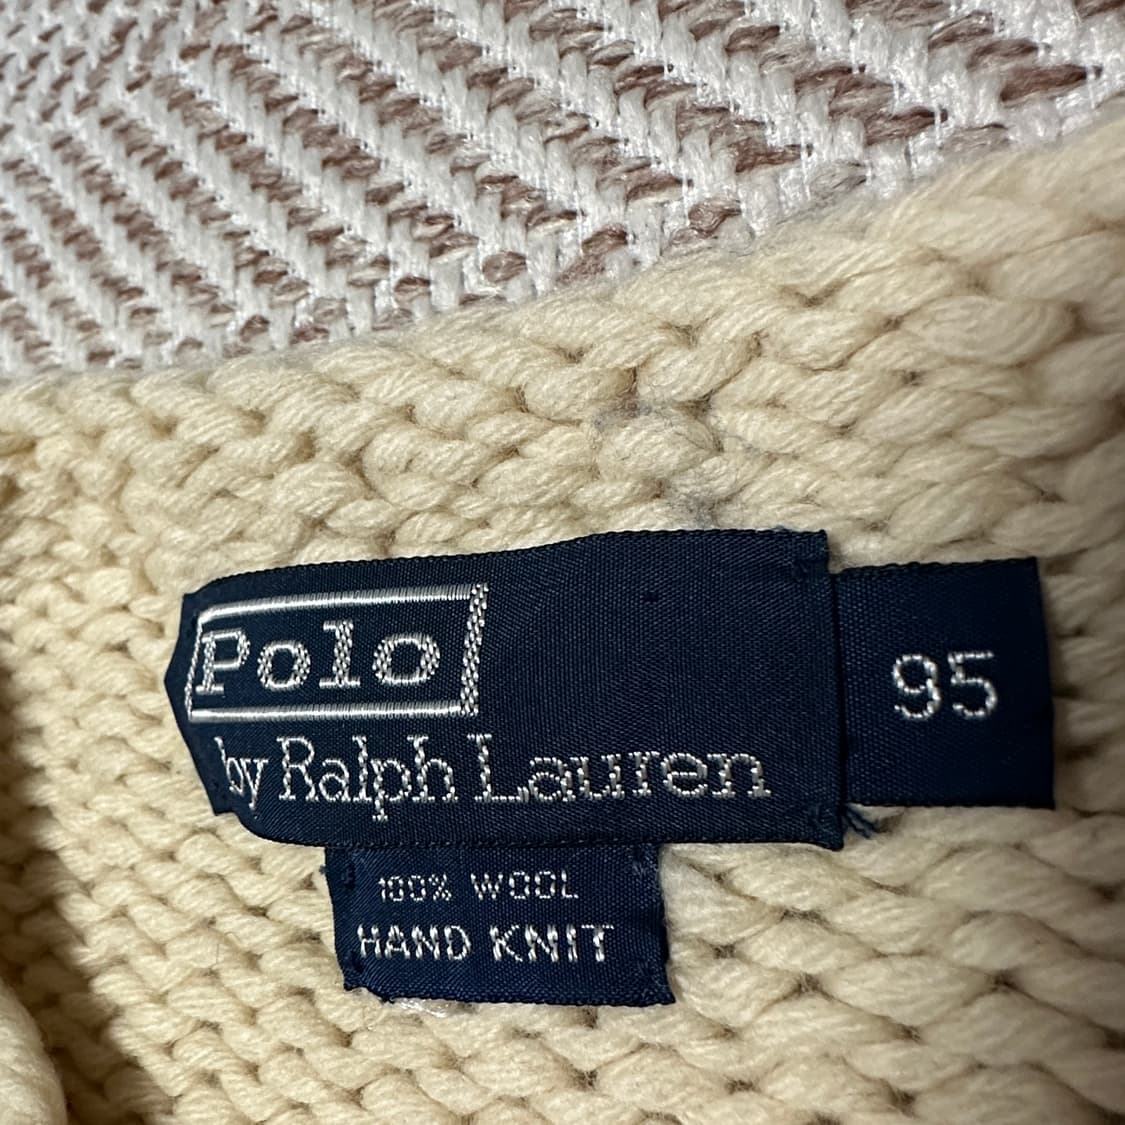 Polo
by Ralph Lauren
95
100% WOOL
HAND KNIT